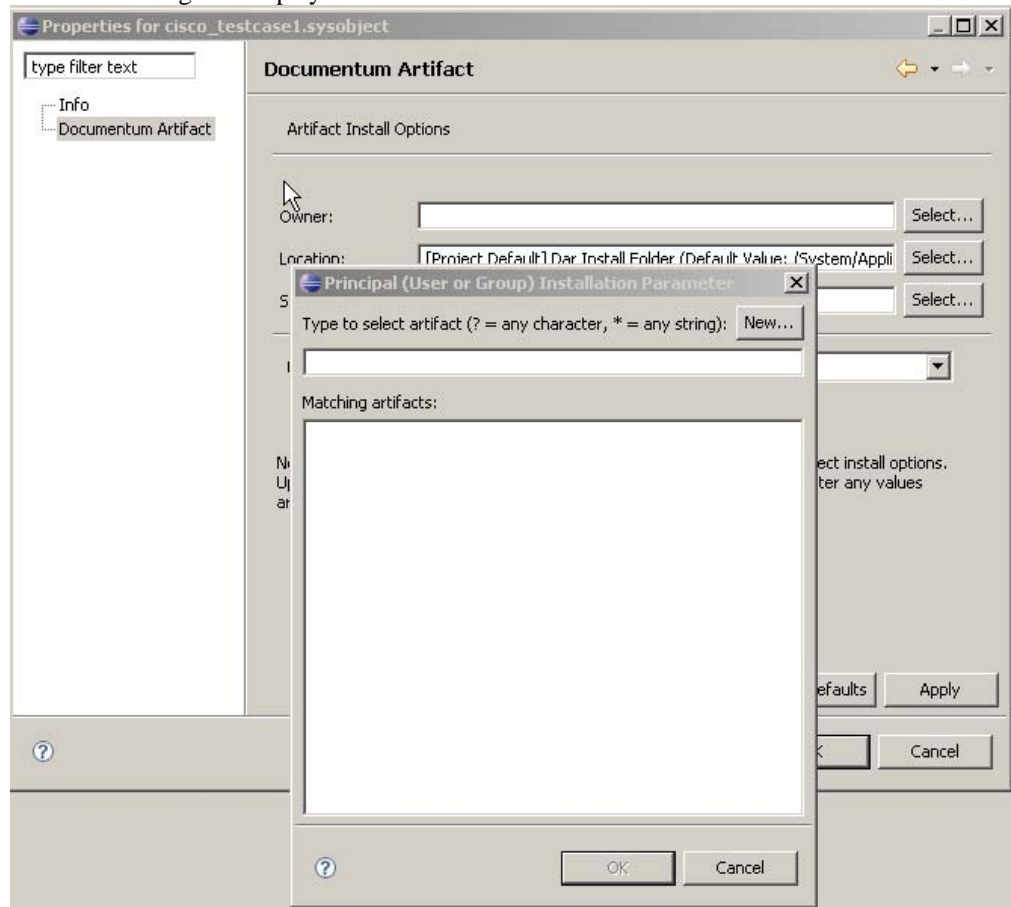 Properties for cisco_testcase1.sysobject
type filter text
Info
Documentum Artifact
Documentum Artifact
Artifact Install Options
Owner:
Select...
Location:
[Project Default] Dar Install Folder (Default Value: /System/Appli
Select...
S
Select...
Principal (User or Group) Installation Parameter
Type to select artifact (? = any character, * = any string):
New...
Matching artifacts:
ect install options.
ter any values
efaults
Apply
Cancel
OK
Cancel